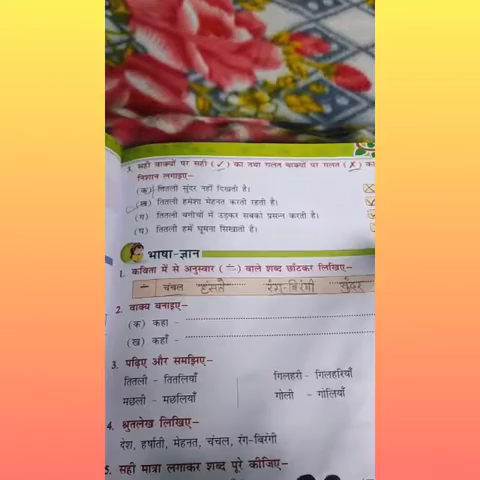 3. सही वाक्यों पर सही (✓) का तथा गलत वाक्यों पर गलत (✗) का
निशान लगाइए–
(क) तितली सुंदर नहीं दिखती है।
(ख) तितली हमेशा मेहनत करती रहती है।
(ग) तितली बगीचों में उड़कर सबको प्रसन्न करती है।
(घ) तितली हमें घूमना सिखाती है।
भाषा-ज्ञान
1. कविता में से अनुस्वार (ं) वाले शब्द छाँटकर लिखिए–
ं चंचल हंसते रंग-बिरंगी सुंदर
2. वाक्य बनाइए–
(क) कहा –
(ख) कहाँ –
3. पढ़िए और समझिए–
तितली – तितलियाँ गिलहरी – गिलहरियाँ
मछली – मछलियाँ गोली – गोलियाँ
4. श्रुतलेख लिखिए–
देश, हर्षाती, मेहनत, चंचल, रंग-बिरंगी
5. सही मात्रा लगाकर शब्द पूरे कीजिए–